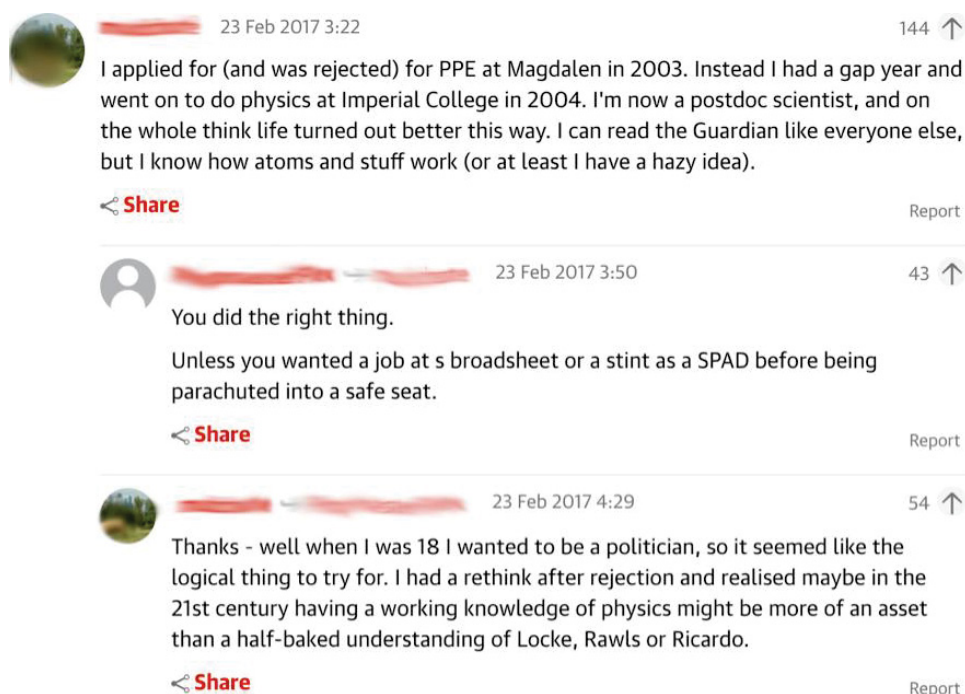 23 Feb 2017 3:22
144
I applied for (and was rejected) for PPE at Magdalen in 2003. Instead I had a gap year and
went on to do physics at Imperial College in 2004. I'm now a postdoc scientist, and on
the whole think life turned out better this way. I can read the Guardian like everyone else,
but I know how atoms and stuff work (or at least I have a hazy idea).
Share
Report
23 Feb 2017 3:50
43
You did the right thing.
Unless you wanted a job at s broadsheet or a stint as a SPAD before being
parachuted into a safe seat.
Share
Report
23 Feb 2017 4:29
54
Thanks - well when I was 18 I wanted to be a politician, so it seemed like the
logical thing to try for. I had a rethink after rejection and realised maybe in the
21st century having a working knowledge of physics might be more of an asset
than a half-baked understanding of Locke, Rawls or Ricardo.
Share
Report